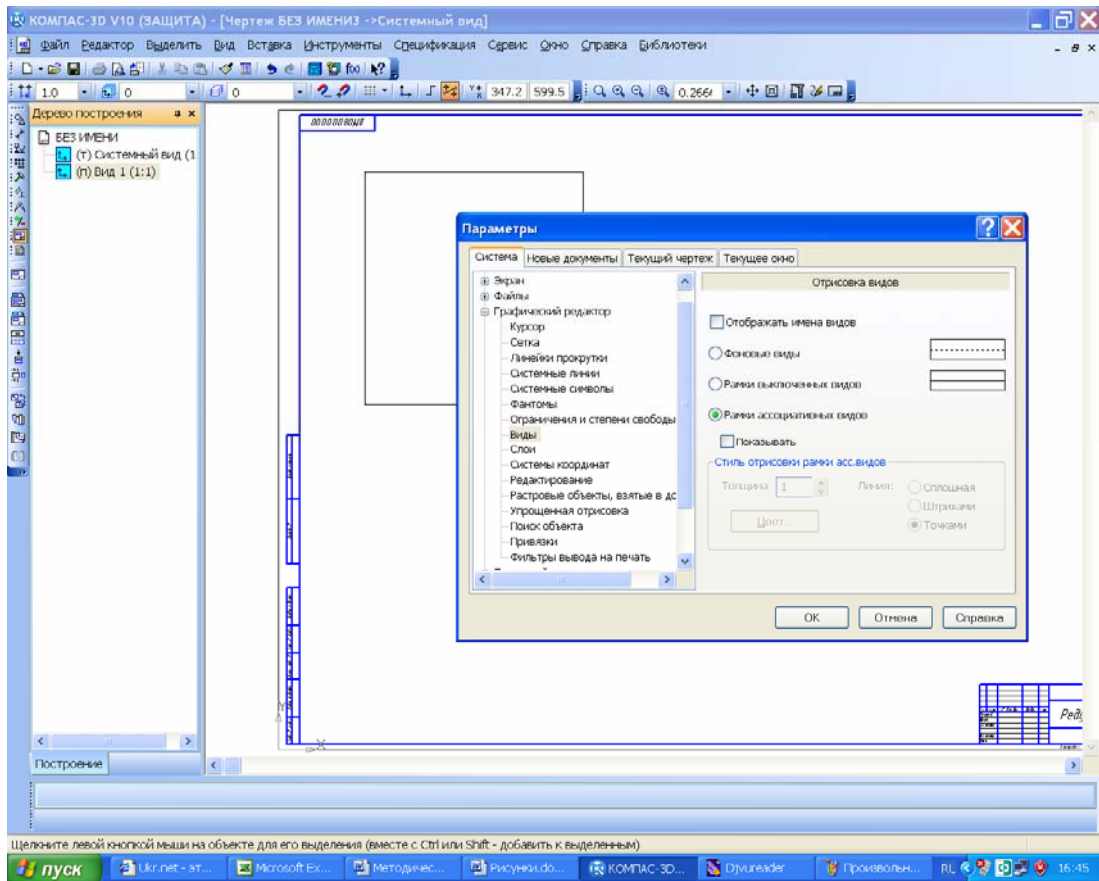 КОМПАС-3D V10 (ЗАЩИТА) - [Чертеж БЕЗ ИМЕНИ3 ->Системный вид]
Файл Редактор Выделить Вид Вставка Инструменты Спецификация Сервис Окно Справка Библиотеки
1.0 0 0 347.2 599.5
Дерево построения
БЕЗ ИМЕНИ
(т) Системный вид (1
(п) Вид 1 (1:1)
Параметры
Система Новые документы Текущий чертеж Текущее окно
Экран
Файлы
Графический редактор
Курсор
Сетка
Линейки прокрутки
Системные линии
Системные символы
Фантомы
Ограничения и степени свободы
Виды
Слои
Системы координат
Редактирование
Растровые объекты, взятые в дс
Упрощенная отрисовка
Поиск объекта
Привязки
Фильтры вывода на печать
Отрисовка видов
Отображать имена видов
Фоновые виды
Рамки выключенных видов
Рамки ассоциативных видов
Показывать
Стиль отрисовки рамки асс.видов
Толщина 1 Линия: Сплошная
Штрихами
Цвет... Точками
OK Отмена Справка
Y
X
Построение
Щелкните левой кнопкой мыши на объекте для его выделения (вместе с Ctrl или Shift - добавить к выделенным)
пуск Ukr.net - эт... Microsoft Ex... Методичес... Рисунки.do... КОМПАС-3D... Djvureader Произвольн... RU 16:45